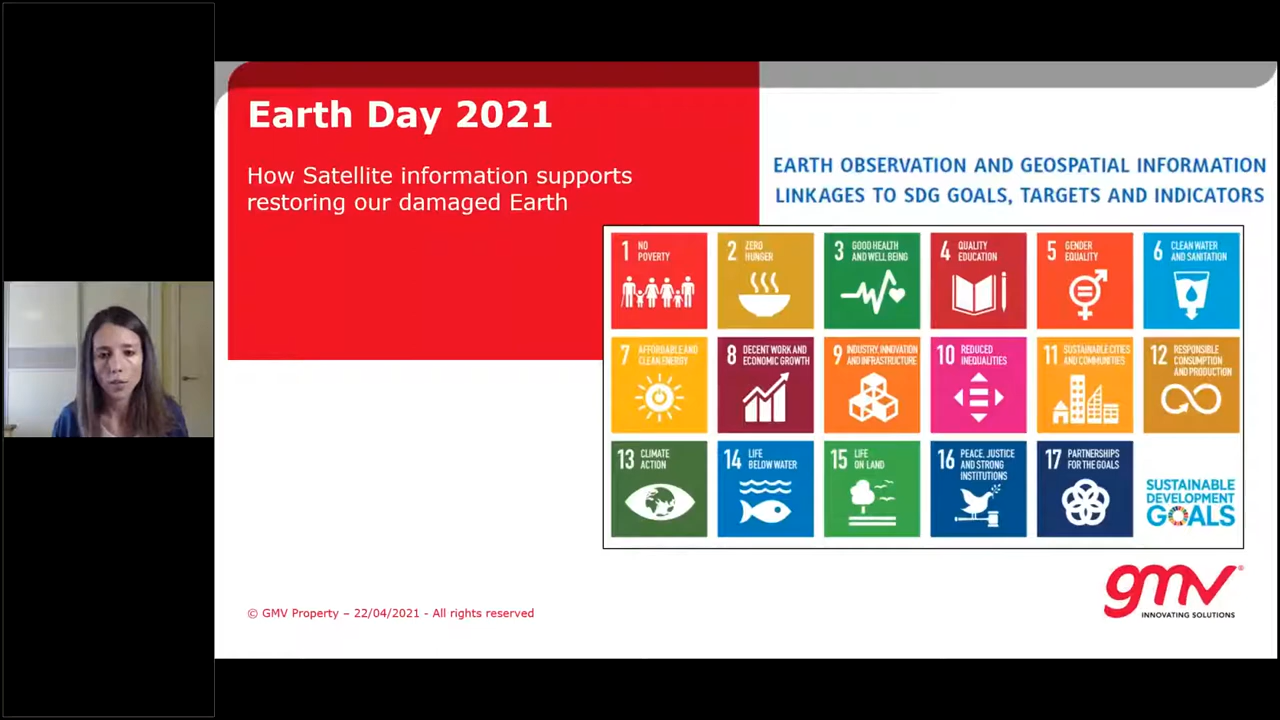 Earth Day 2021
How Satellite information supports
restoring our damaged Earth
EARTH OBSERVATION AND GEOSPATIAL INFORMATION
LINKAGES TO SDG GOALS, TARGETS AND INDICATORS
1 NO
POVERTY
2 ZERO
HUNGER
3 GOOD HEALTH
AND WELL BEING
4 QUALITY
EDUCATION
5 GENDER
EQUALITY
6 CLEAN WATER
AND SANITATION
7 AFFORDABLE AND
CLEAN ENERGY
8 DECENT WORK AND
ECONOMIC GROWTH
9 INDUSTRY, INNOVATION
AND INFRASTRUCTURE
10 REDUCED
INEQUALITIES
11 SUSTAINABLE CITIES
AND COMMUNITIES
12 RESPONSIBLE
CONSUMPTION
AND PRODUCTION
13 CLIMATE
ACTION
14 LIFE
BELOW WATER
15 LIFE
ON LAND
16 PEACE, JUSTICE
AND STRONG
INSTITUTIONS
17 PARTNERSHIPS
FOR THE GOALS
SUSTAINABLE
DEVELOPMENT
GOALS
gmv®
INNOVATING SOLUTIONS
© GMV Property – 22/04/2021 - All rights reserved